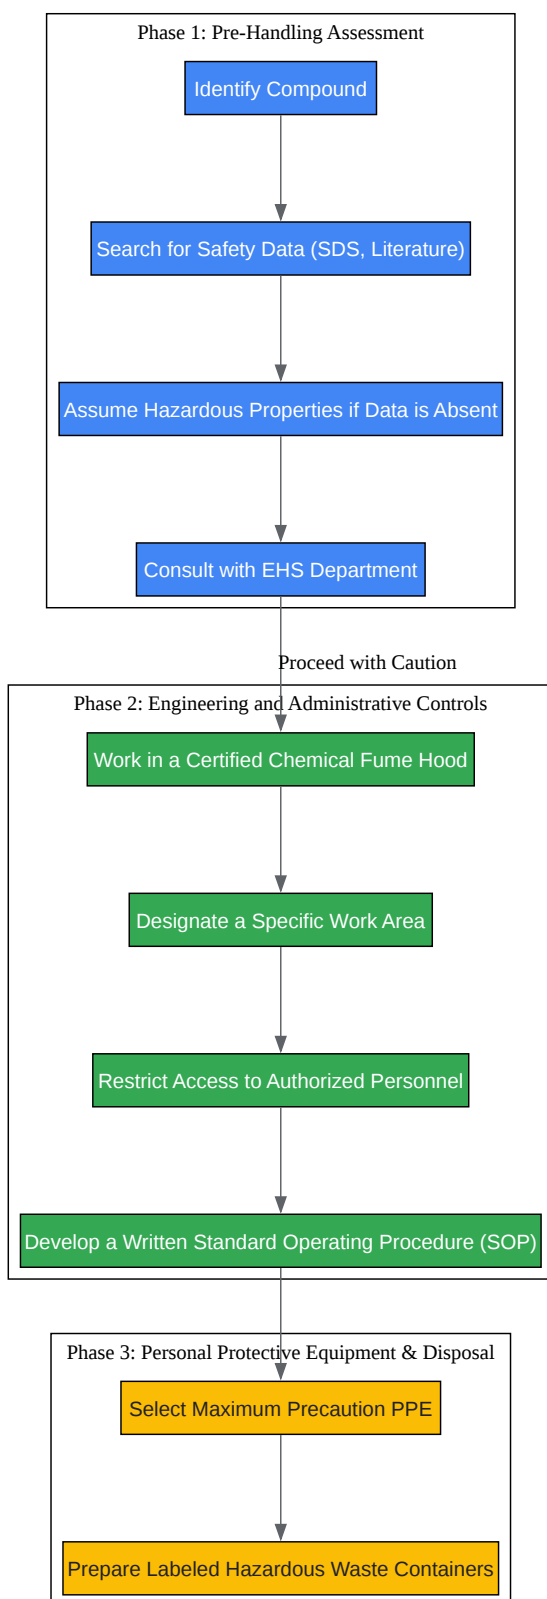 Phase 1: Pre-Handling Assessment
Identify Compound
Search for Safety Data (SDS, Literature)
Assume Hazardous Properties if Data is Absent
Consult with EHS Department
Proceed with Caution
Phase 2: Engineering and Administrative Controls
Work in a Certified Chemical Fume Hood
Designate a Specific Work Area
Restrict Access to Authorized Personnel
Develop a Written Standard Operating Procedure (SOP)
Phase 3: Personal Protective Equipment & Disposal
Select Maximum Precaution PPE
Prepare Labeled Hazardous Waste Containers